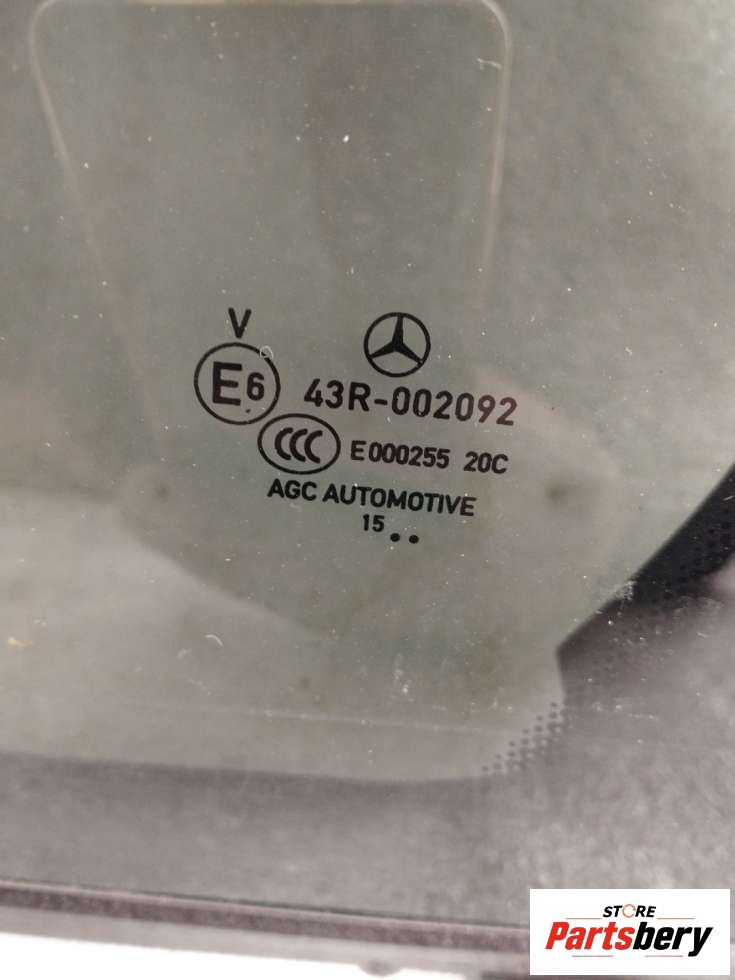 V
E6 43R-002092
CCC E000255 20C
AGC AUTOMOTIVE
15 ..
STORE
Partsbery